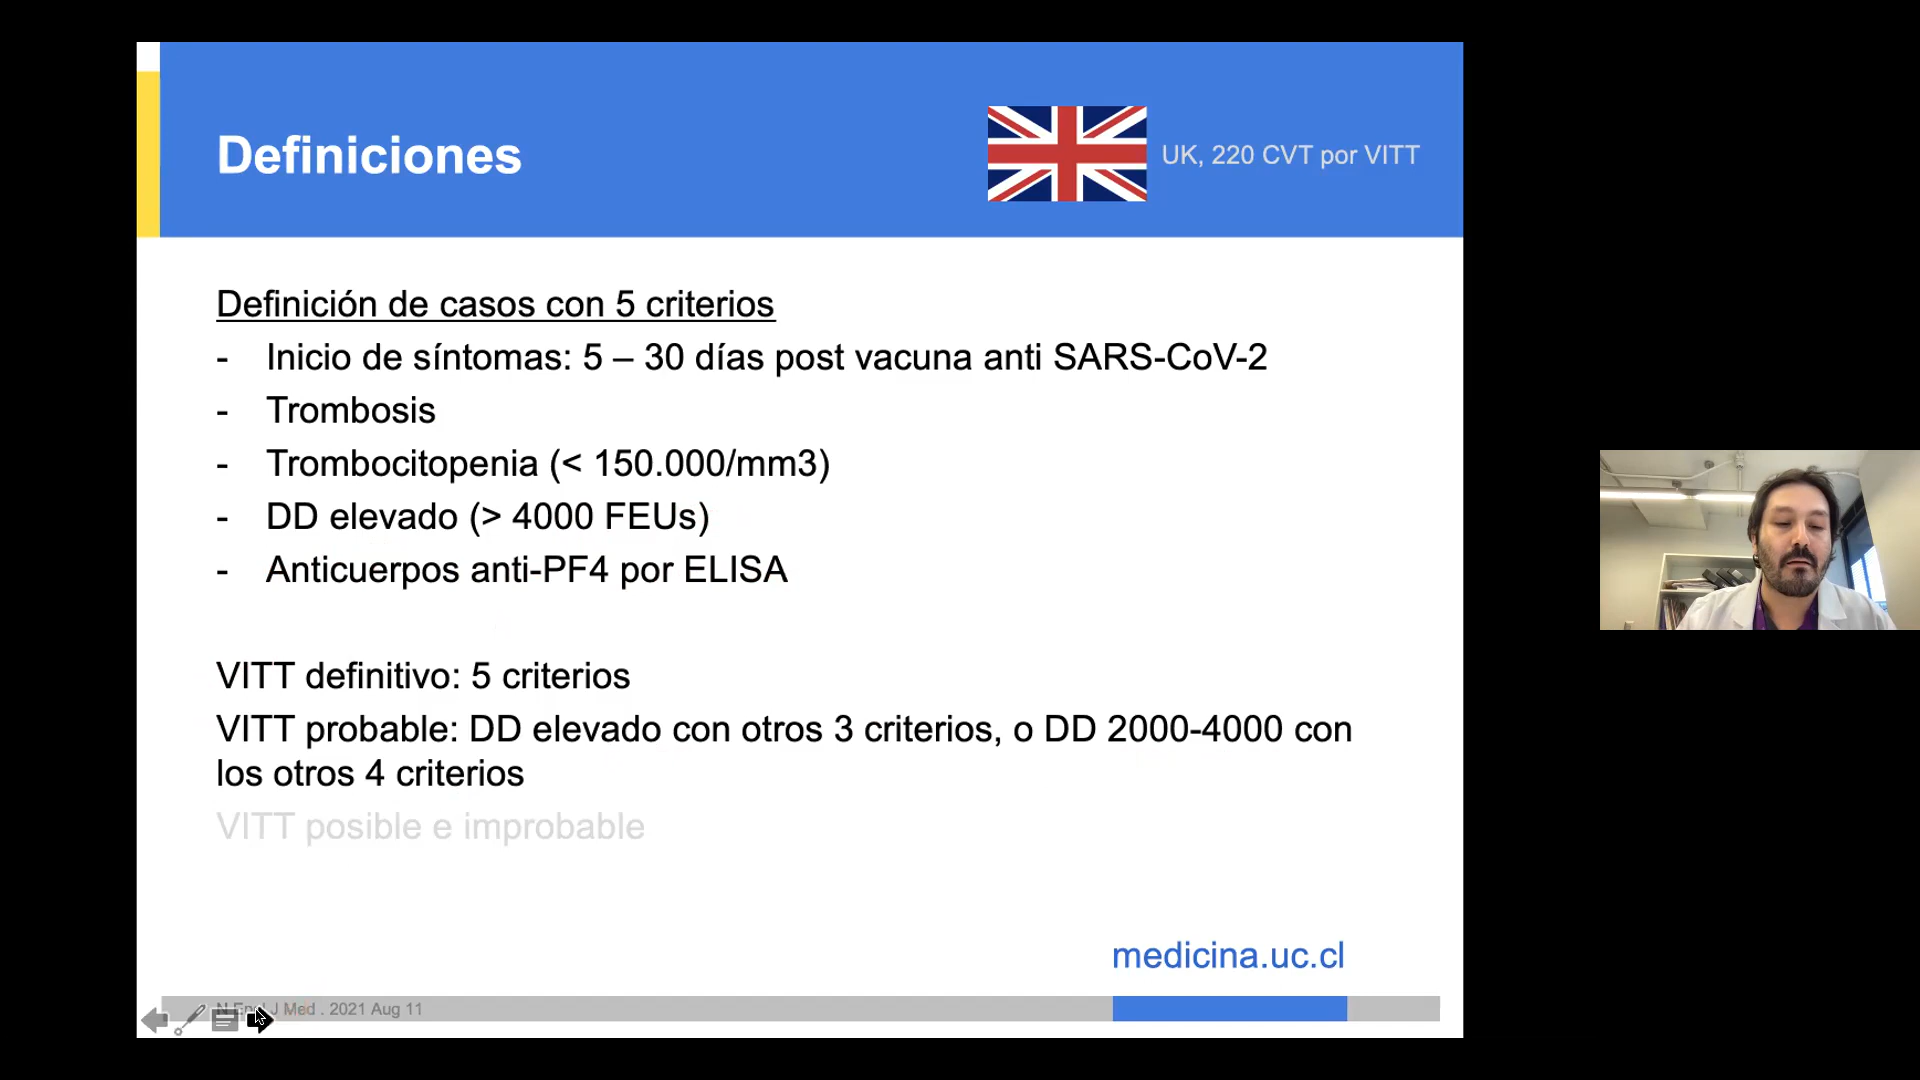 Definiciones
UK, 220 CVT por VITT
Definición de casos con 5 criterios
- Inicio de síntomas: 5 – 30 días post vacuna anti SARS-CoV-2
- Trombosis
- Trombocitopenia (< 150.000/mm3)
- DD elevado (> 4000 FEUs)
- Anticuerpos anti-PF4 por ELISA
VITT definitivo: 5 criterios
VITT probable: DD elevado con otros 3 criterios, o DD 2000-4000 con
los otros 4 criterios
VITT posible e improbable
medicina.uc.cl
N Engl J Med . 2021 Aug 11